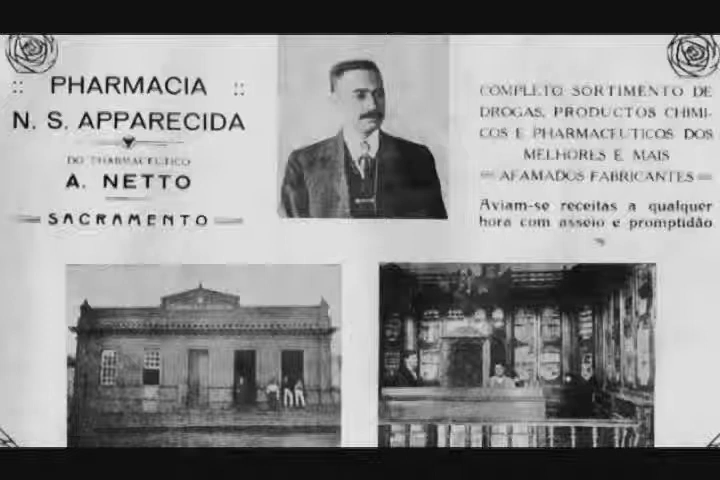 :: PHARMACIA ::
N. S. APPARECIDA
DO PHARMACEUTICO
A. NETTO
SACRAMENTO
COMPLETO SORTIMENTO DE
DROGAS, PRODUCTOS CHIMI-
COS E PHARMACEUTICOS DOS
MELHORES E MAIS
AFAMADOS FABRICANTES
Aviam-se receitas a qualquer
hora com asseio e promptidão